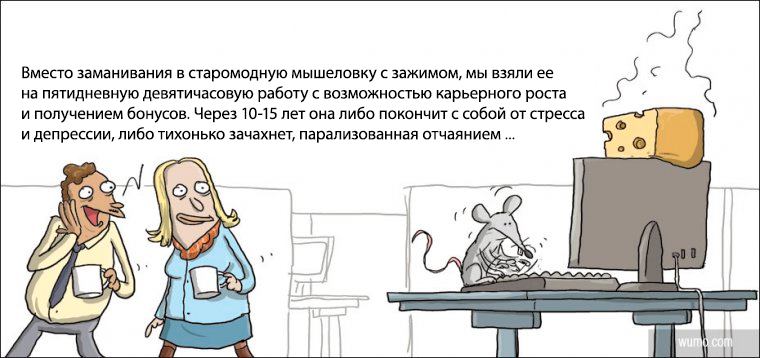 Вместо заманивания в старомодную мышеловку с зажимом, мы взяли ее
на пятидневную девятичасовую работу с возможностью карьерного роста
и получением бонусов. Через 10-15 лет она либо покончит с собой от стресса
и депрессии, либо тихонько зачахнет, парализованная отчаянием ...
wumo.com